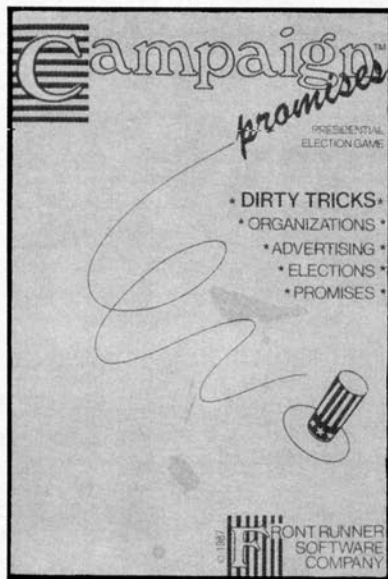 Campaign™
promises
PRESIDENTIAL
ELECTION GAME
* DIRTY TRICKS *
* ORGANIZATIONS *
* ADVERTISING *
* ELECTIONS *
* PROMISES *
© 1987
FRONT RUNNER
SOFTWARE
COMPANY